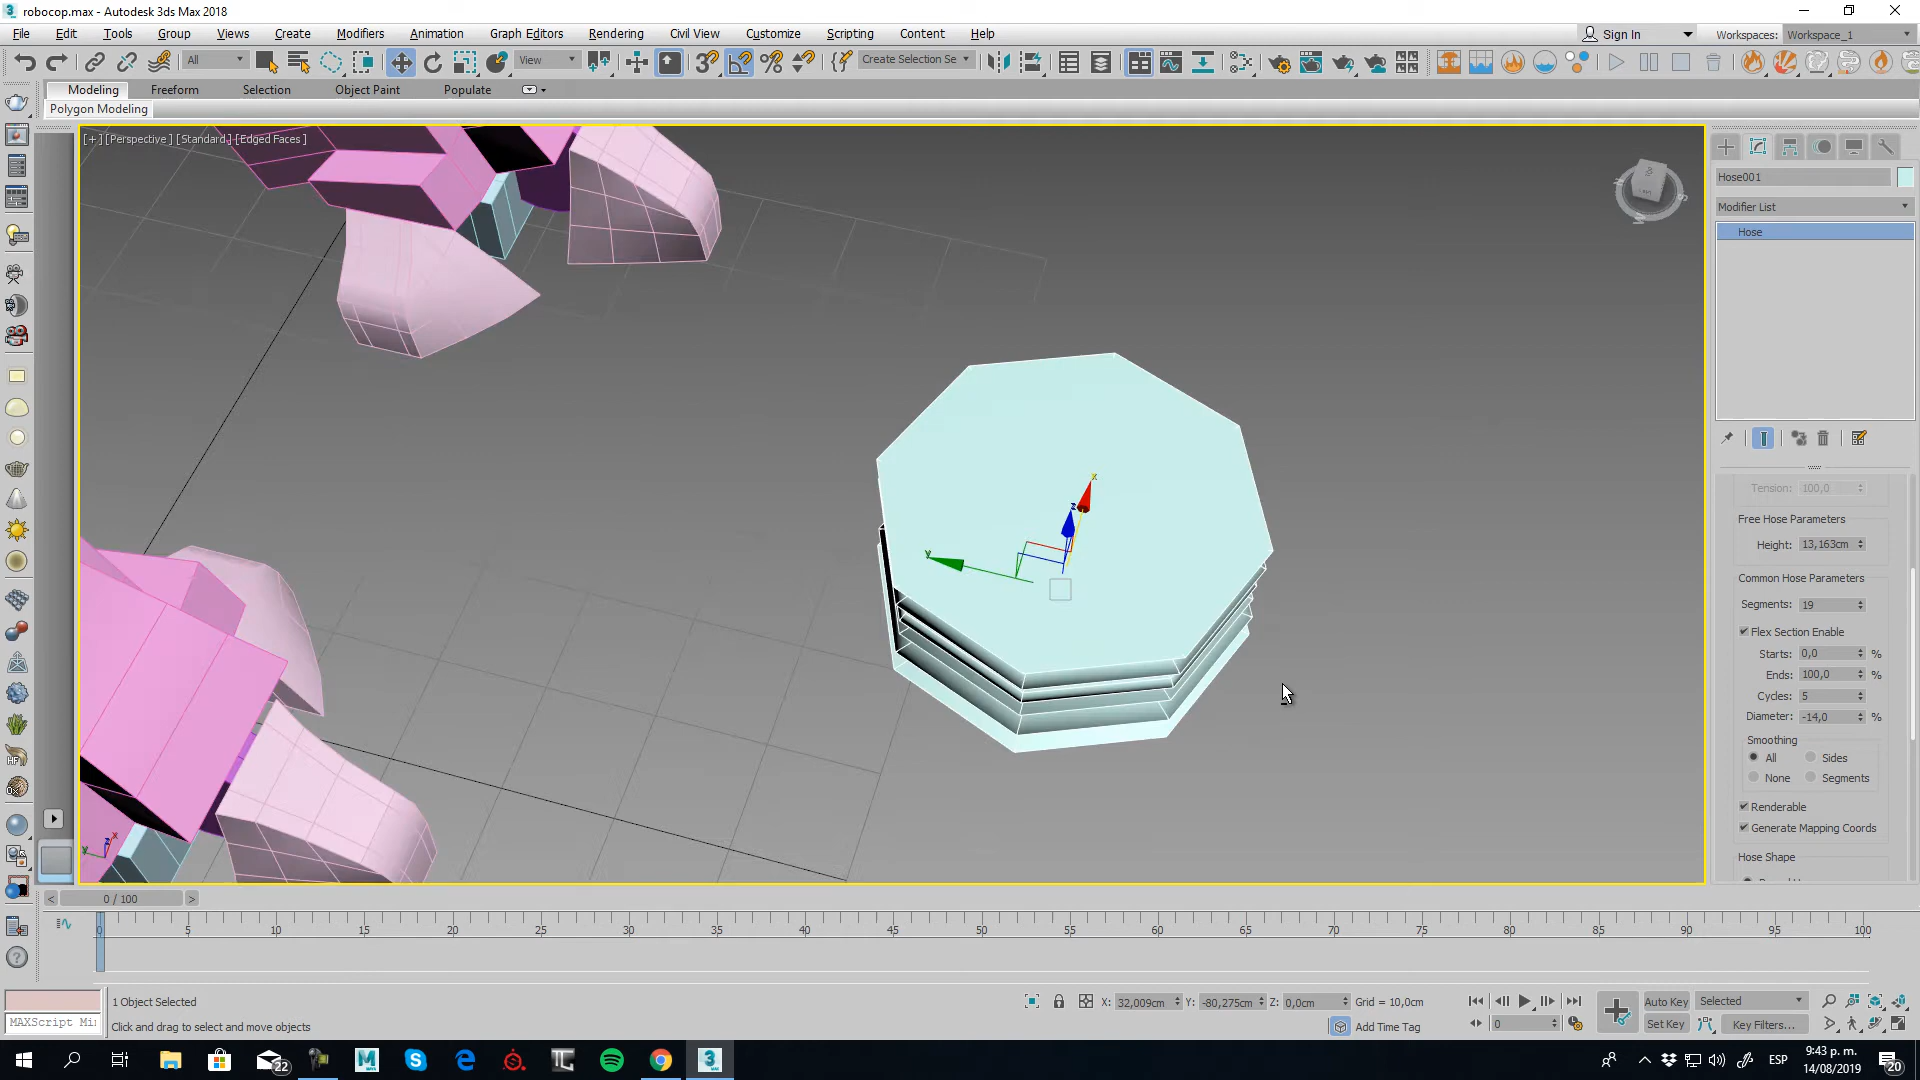 robocop.max - Autodesk 3ds Max 2018
File Edit Tools Group Views Create Modifiers Animation Graph Editors Rendering Civil View Customize Scripting Content Help
Sign In Workspaces: Workspace_1
All View Create Selection Se
Modeling Freeform Selection Object Paint Populate
Polygon Modeling
[+] [Perspective] [Standard] [Edged Faces]
Hose001
Modifier List
Hose
Tension: 100,0
Free Hose Parameters
Height: 13,163cm
Common Hose Parameters
Segments: 19
Flex Section Enable
Starts: 0,0 %
Ends: 100,0 %
Cycles: 5
Diameter: -14,0 %
Smoothing
All Sides
None Segments
Renderable
Generate Mapping Coords
Hose Shape
x
z
y
0 / 100
0 5 10 15 20 25 30 35 40 45 50 55 60 65 70 75 80 85 90 95 100
1 Object Selected
X: 32,009cm Y: -80,275cm Z: 0,0cm Grid = 10,0cm
Auto Key Selected
MAXScript Mi
Click and drag to select and move objects
Add Time Tag
0
Set Key Key Filters...
22
ESP
9:43 p. m.
14/08/2019
20